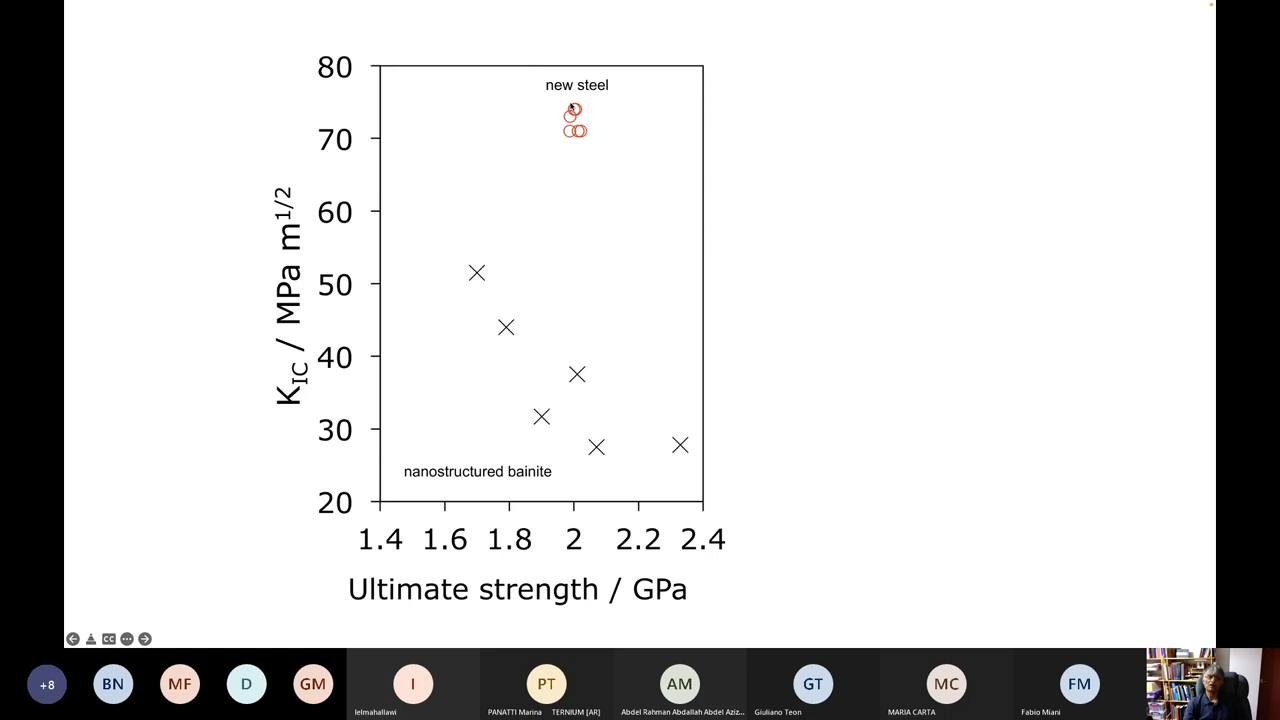 80
new steel
70
60
50
40
30
20
nanostructured bainite
K_IC / MPa m^1/2
1.4 1.6 1.8 2 2.2 2.4
Ultimate strength / GPa
CC
+8
BN
MF
D
GM
I
lelmahallawi
PT
PANATTI Marina TERNIUM [AR]
AM
Abdel Rahman Abdallah Abdel Aziz...
GT
Giuliano Teon
MC
MARIA CARTA
FM
Fabio Miani